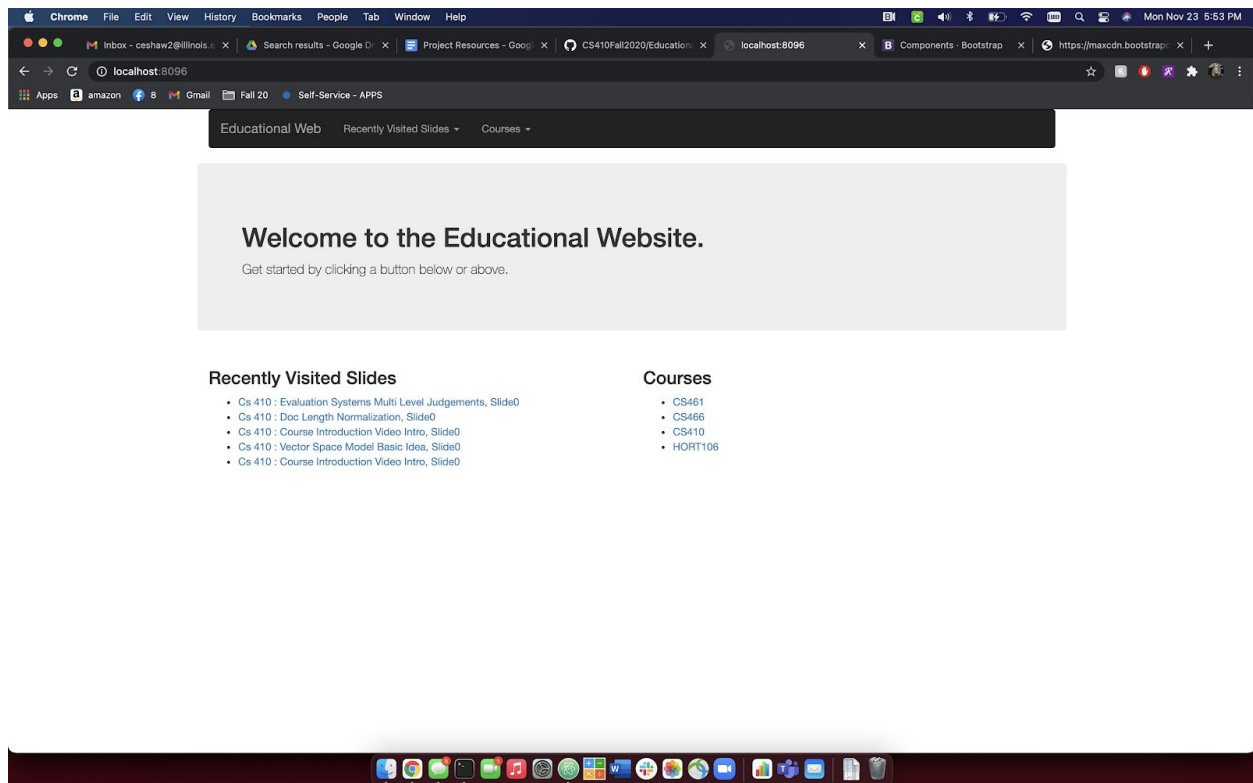 Chrome File Edit View History Bookmarks People Tab Window Help Mon Nov 23 5:53 PM
Inbox - ceshaw2@illinois.e Search results - Google Dr Project Resources - Googl CS410Fall2020/Education localhost:8096 Components · Bootstrap https://maxcdn.bootstrapc
localhost:8096
Apps amazon 8 Gmail Fall 20 Self-Service - APPS
Educational Web Recently Visited Slides Courses
Welcome to the Educational Website.
Get started by clicking a button below or above.
Recently Visited Slides
• Cs 410 : Evaluation Systems Multi Level Judgements, Slide0
• Cs 410 : Doc Length Normalization, Slide0
• Cs 410 : Course Introduction Video Intro, Slide0
• Cs 410 : Vector Space Model Basic Idea, Slide0
• Cs 410 : Course Introduction Video Intro, Slide0
Courses
• CS461
• CS466
• CS410
• HORT106